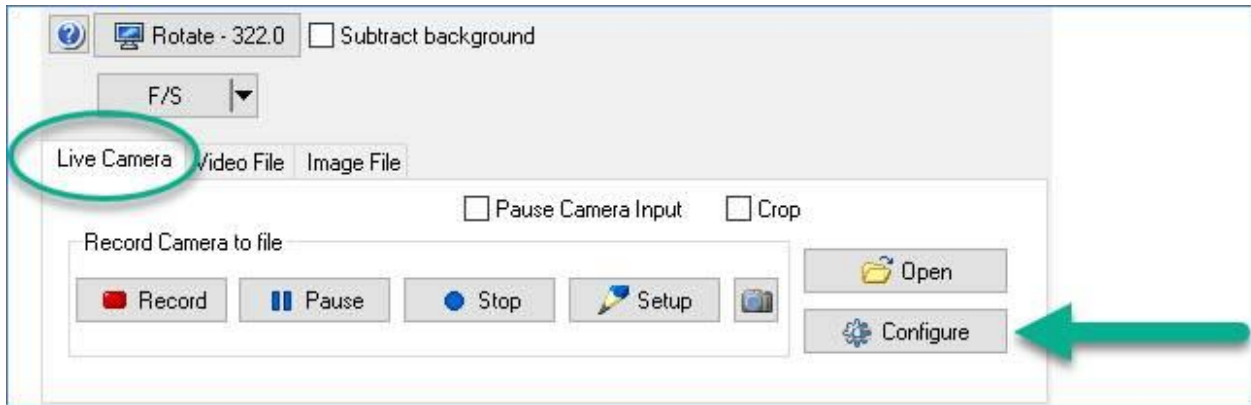 Rotate - 322.0 Subtract background
F/S
Live Camera Video File Image File
Pause Camera Input Crop
Record Camera to file
Record Pause Stop Setup
Open
Configure